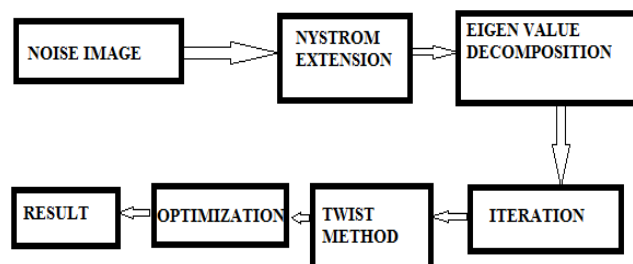 NOISE IMAGE
NYSTROM
EXTENSION
EIGEN VALUE
DECOMPOSITION
ITERATION
TWIST
METHOD
OPTIMIZATION
RESULT